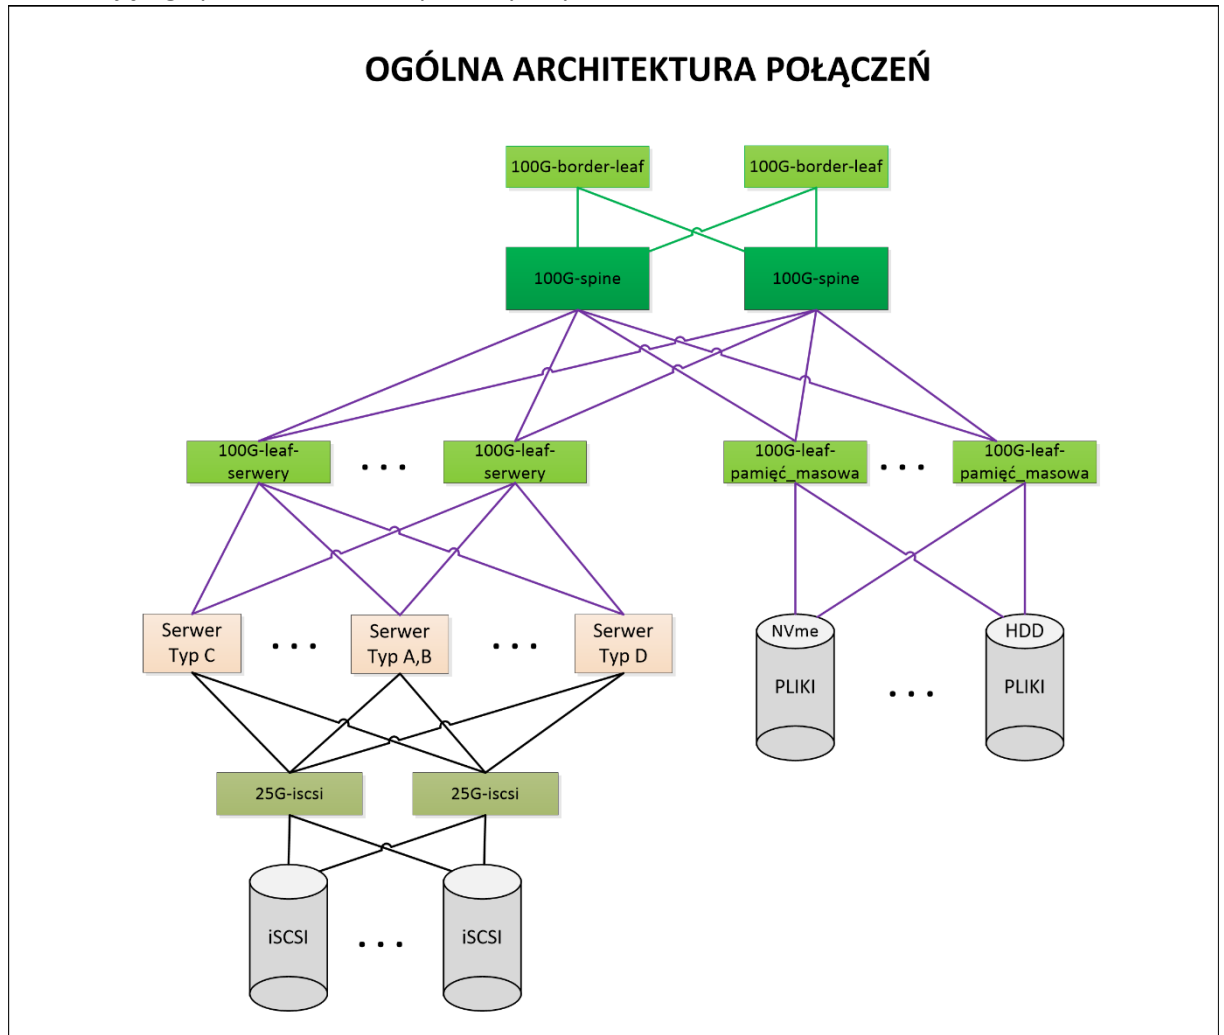 OGÓLNA ARCHITEKTURA POŁĄCZEŃ
100G-border-leaf
100G-border-leaf
100G-spine
100G-spine
100G-leaf-
serwery
. . .
100G-leaf-
serwery
100G-leaf-
pamięć_masowa
. . .
100G-leaf-
pamięć_masowa
Serwer
Typ C
. . .
Serwer
Typ A,B
. . .
Serwer
Typ D
NVme
PLIKI
. . .
HDD
PLIKI
25G-iscsi
25G-iscsi
iSCSI
. . .
iSCSI